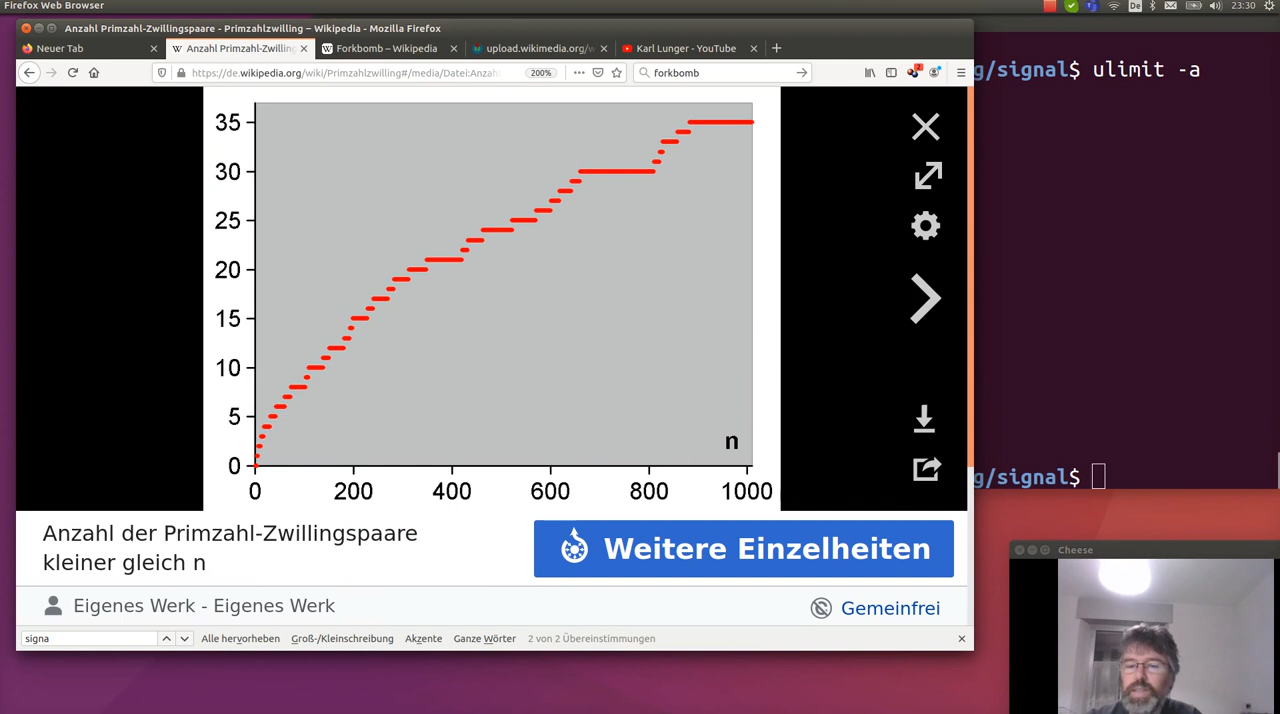 Firefox Web Browser
De
23:30
Anzahl Primzahl-Zwillingspaare - Primzahlzwilling – Wikipedia - Mozilla Firefox
Neuer Tab
Anzahl Primzahl-Zwilling
Forkbomb – Wikipedia
upload.wikimedia.org/w
Karl Lunger - YouTube
https://de.wikipedia.org/wiki/Primzahlzwilling#/media/Datei:Anzah
200%
forkbomb
2
g/signal$ ulimit -a
35
30
25
20
15
10
5
0
n
0 200 400 600 800 1000
g/signal$
Anzahl der Primzahl-Zwillingspaare
kleiner gleich n
Weitere Einzelheiten
Eigenes Werk - Eigenes Werk
Gemeinfrei
signa
Alle hervorheben
Groß-/Kleinschreibung
Akzente
Ganze Wörter
2 von 2 Übereinstimmungen
Cheese